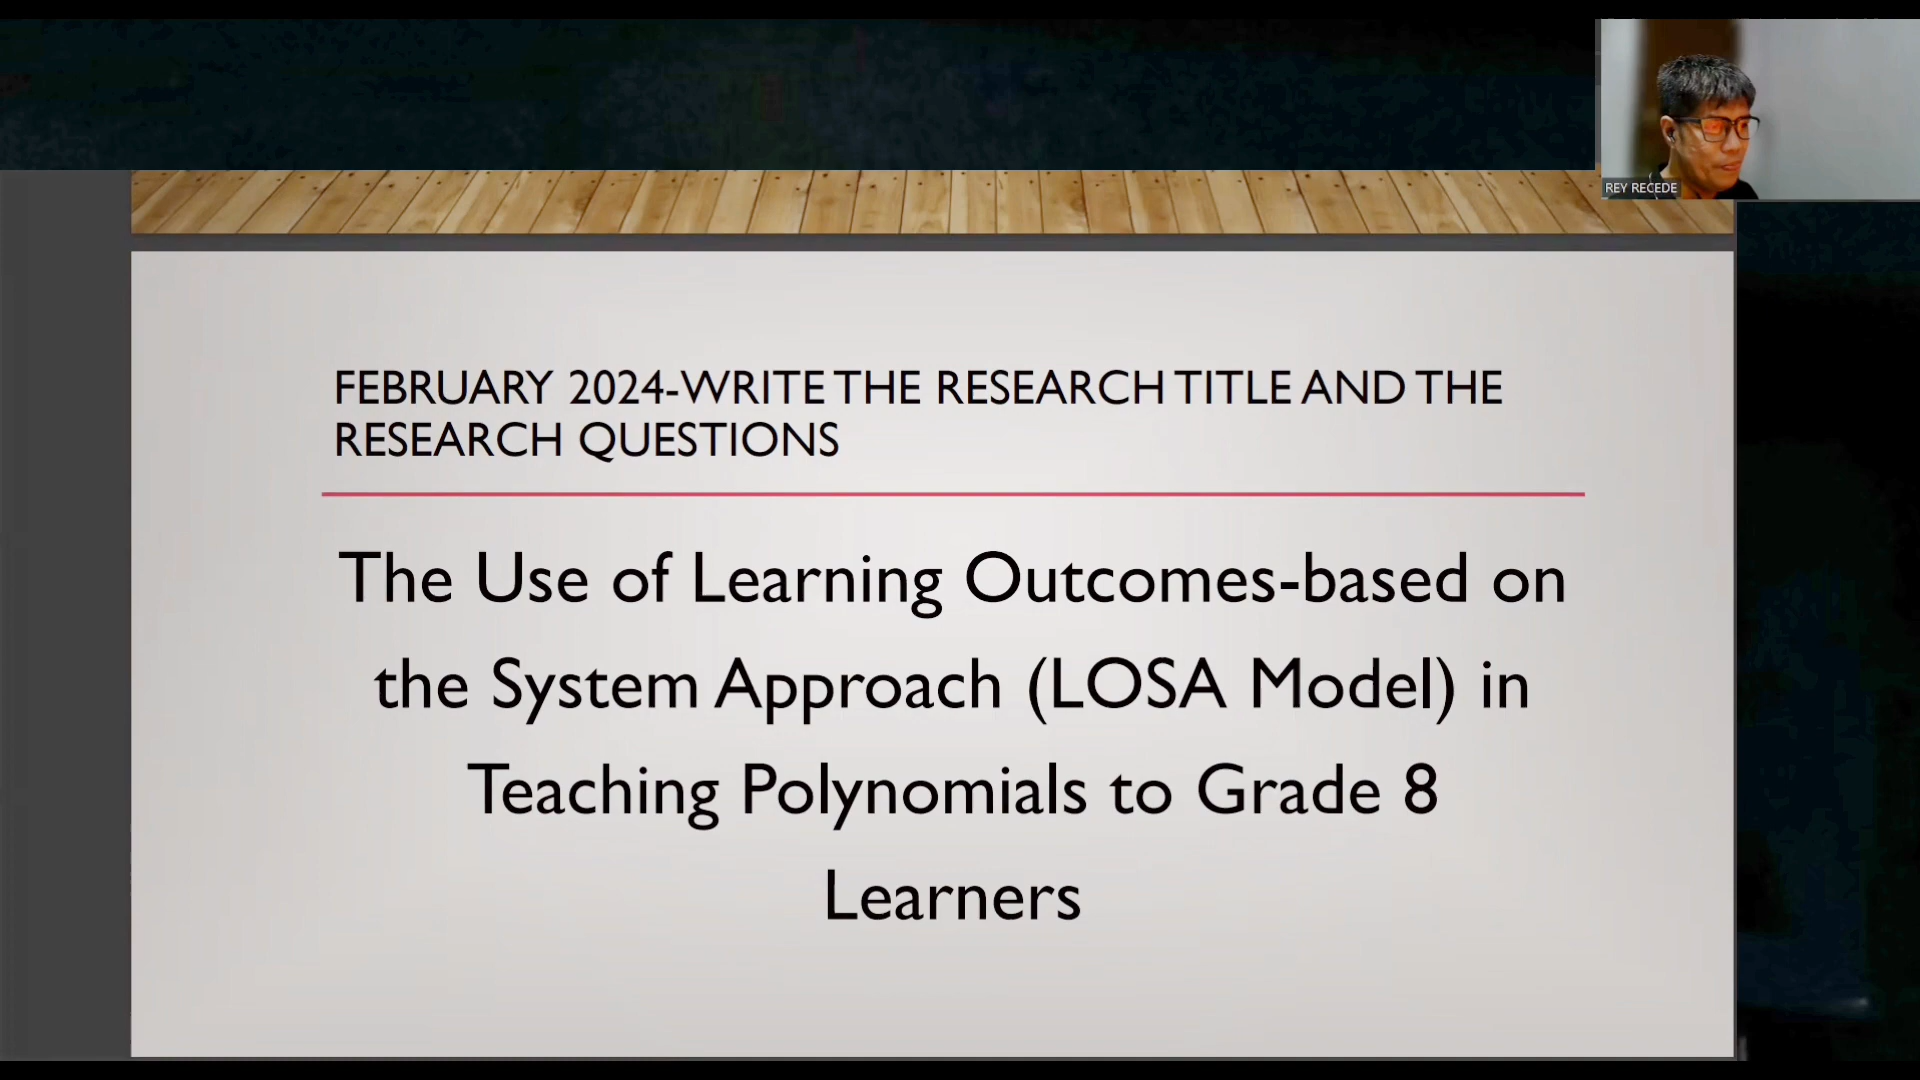 REY RECEDE
FEBRUARY 2024-WRITE THE RESEARCH TITLE AND THE
RESEARCH QUESTIONS
The Use of Learning Outcomes-based on
the System Approach (LOSA Model) in
Teaching Polynomials to Grade 8
Learners